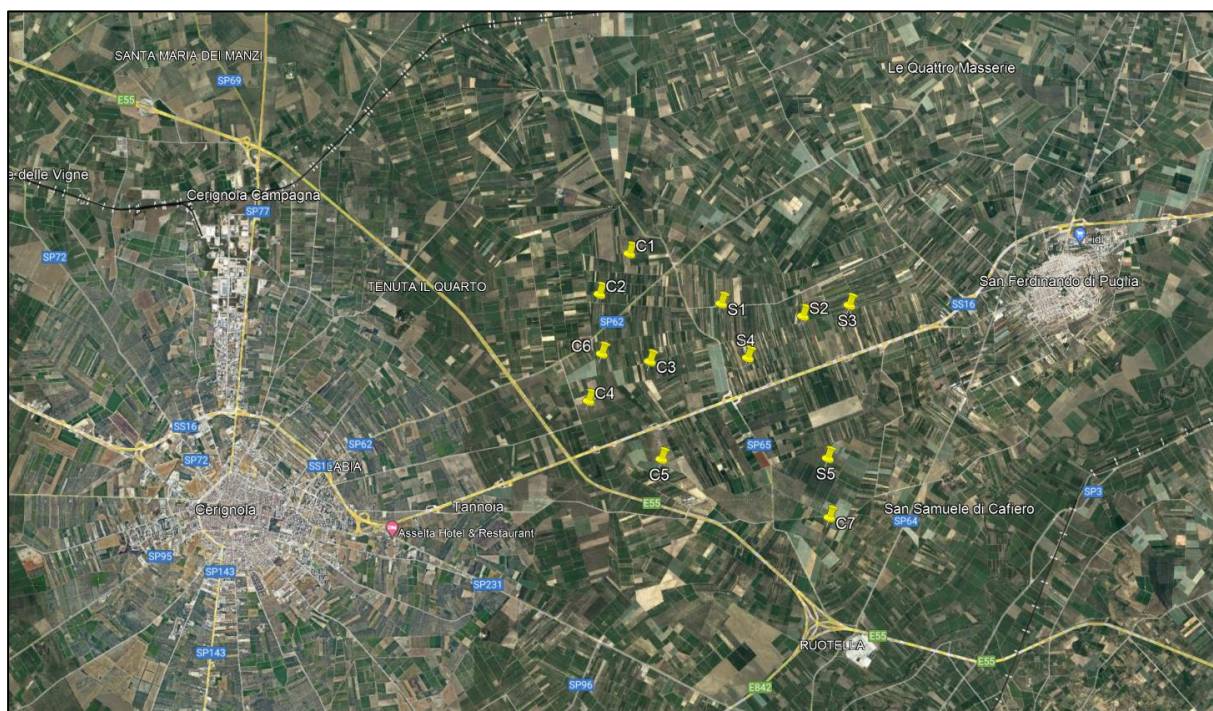 SANTA MARIA DEI MANZI
Le Quattro Masserie
SP69
E55
e delle Vigne
Cerignola Campagna
SP77
Lidl
C1
SP72
TENUTA IL QUARTO
San Ferdinando di Puglia
C2
S1
S2
S3
SS16
SP62
C6
C3
S4
C4
SS16
SP62
SP72
SS16
LABIA
SP65
C5
S5
Cerignola
Tannoia
E55
San Samuele di Cafiero
SP3
C7
SP64
Asselta Hotel & Restaurant
SP95
SP143
SP231
RUOTELLA
E55
SP143
E55
SP96
E842